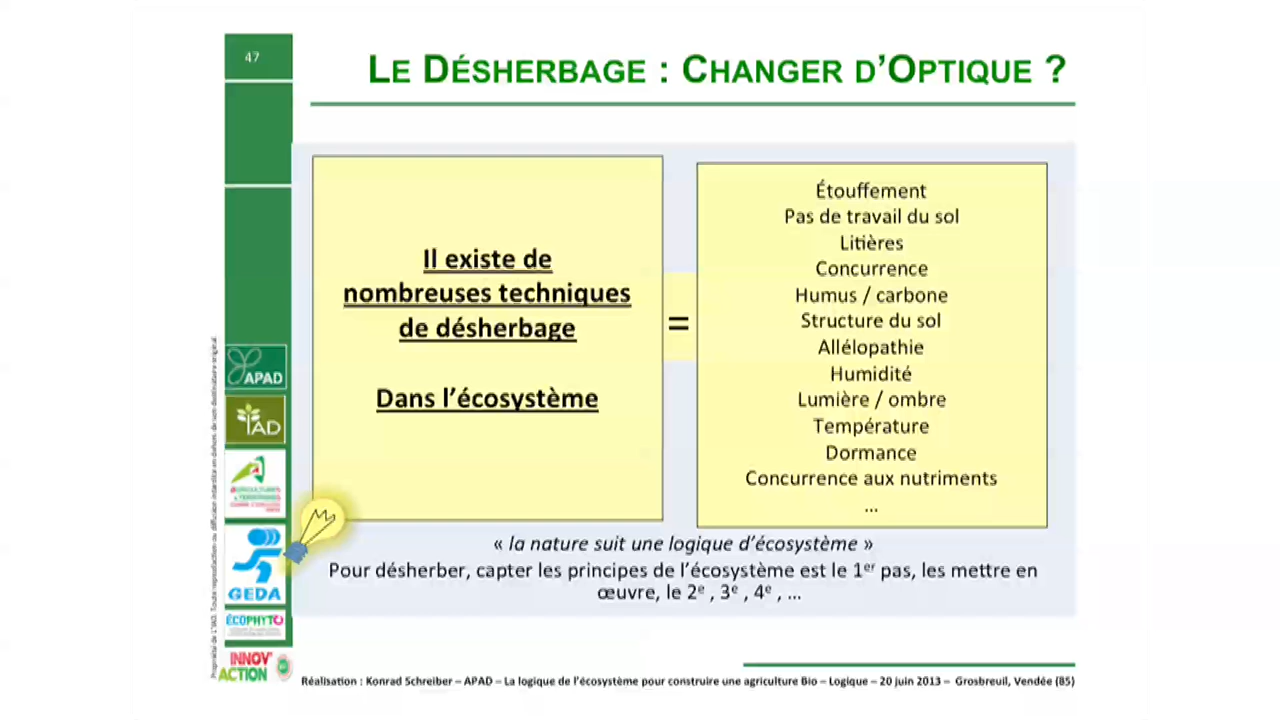 47
LE DÉSHERBAGE : CHANGER D'OPTIQUE ?
Il existe de
nombreuses techniques
de désherbage
Dans l'écosystème
=
Étouffement
Pas de travail du sol
Litières
Concurrence
Humus / carbone
Structure du sol
Allélopathie
Humidité
Lumière / ombre
Température
Dormance
Concurrence aux nutriments
...
« la nature suit une logique d'écosystème »
Pour désherber, capter les principes de l'écosystème est le 1er pas, les mettre en
œuvre, le 2e , 3e , 4e , ...
APAD
IAD
GEDA
ÉCOPHYTO
INNOV'
ACTION
Réalisation : Konrad Schreiber – APAD – La logique de l'écosystème pour construire une agriculture Bio – Logique – 20 juin 2013 – Grosbreuil, Vendée (85)